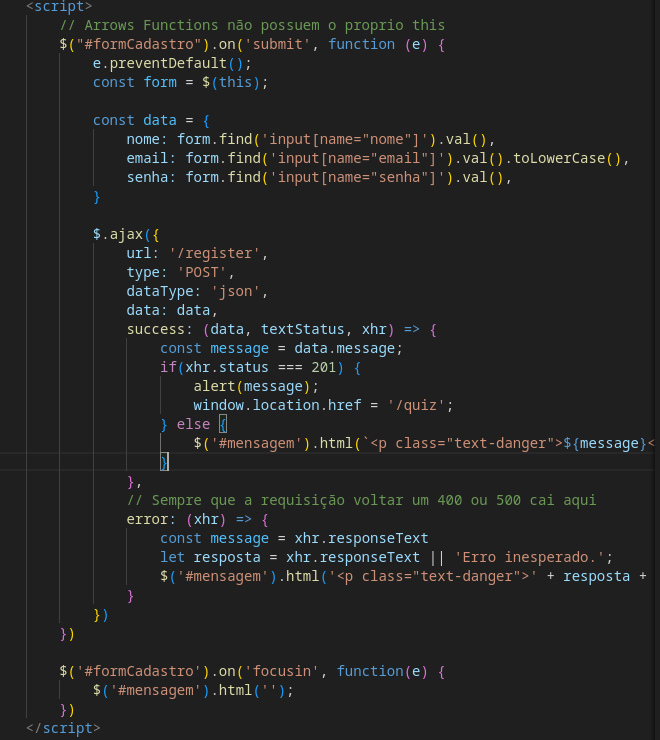 <script>
// Arrows Functions não possuem o proprio this
$("#formCadastro").on('submit', function (e) {
e.preventDefault();
const form = $(this);
const data = {
nome: form.find('input[name="nome"]').val(),
email: form.find('input[name="email"]').val().toLowerCase(),
senha: form.find('input[name="senha"]').val(),
}
$.ajax({
url: '/register',
type: 'POST',
dataType: 'json',
data: data,
success: (data, textStatus, xhr) => {
const message = data.message;
if(xhr.status === 201) {
alert(message);
window.location.href = '/quiz';
} else {
$('#mensagem').html(`<p class="text-danger">${message}<
}
},
// Sempre que a requisição voltar um 400 ou 500 cai aqui
error: (xhr) => {
const message = xhr.responseText
let resposta = xhr.responseText || 'Erro inesperado.';
$('#mensagem').html('<p class="text-danger">' + resposta +
}
})
})
$('#formCadastro').on('focusin', function(e) {
$('#mensagem').html('');
})
</script>